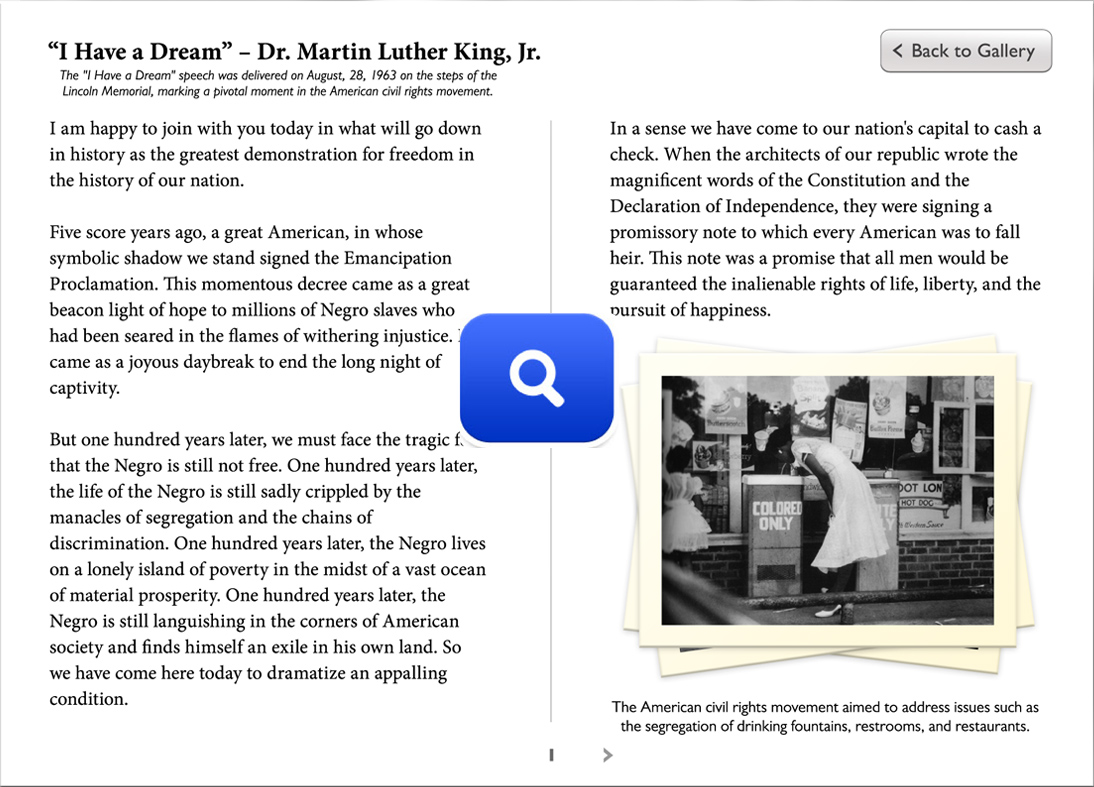 “I Have a Dream” – Dr. Martin Luther King, Jr.
The "I Have a Dream" speech was delivered on August, 28, 1963 on the steps of the
Lincoln Memorial, marking a pivotal moment in the American civil rights movement.
< Back to Gallery
I am happy to join with you today in what will go down
in history as the greatest demonstration for freedom in
the history of our nation.
Five score years ago, a great American, in whose
symbolic shadow we stand signed the Emancipation
Proclamation. This momentous decree came as a great
beacon light of hope to millions of Negro slaves who
had been seared in the flames of withering injustice.
came as a joyous daybreak to end the long night of
captivity.
But one hundred years later, we must face the tragic
that the Negro is still not free. One hundred years later,
the life of the Negro is still sadly crippled by the
manacles of segregation and the chains of
discrimination. One hundred years later, the Negro lives
on a lonely island of poverty in the midst of a vast ocean
of material prosperity. One hundred years later, the
Negro is still languishing in the corners of American
society and finds himself an exile in his own land. So
we have come here today to dramatize an appalling
condition.
In a sense we have come to our nation's capital to cash a
check. When the architects of our republic wrote the
magnificent words of the Constitution and the
Declaration of Independence, they were signing a
promissory note to which every American was to fall
heir. This note was a promise that all men would be
guaranteed the inalienable rights of life, liberty, and the
pursuit of happiness.
COLORED
ONLY
OOT LON
HOT DOG
The American civil rights movement aimed to address issues such as
the segregation of drinking fountains, restrooms, and restaurants.
1 >